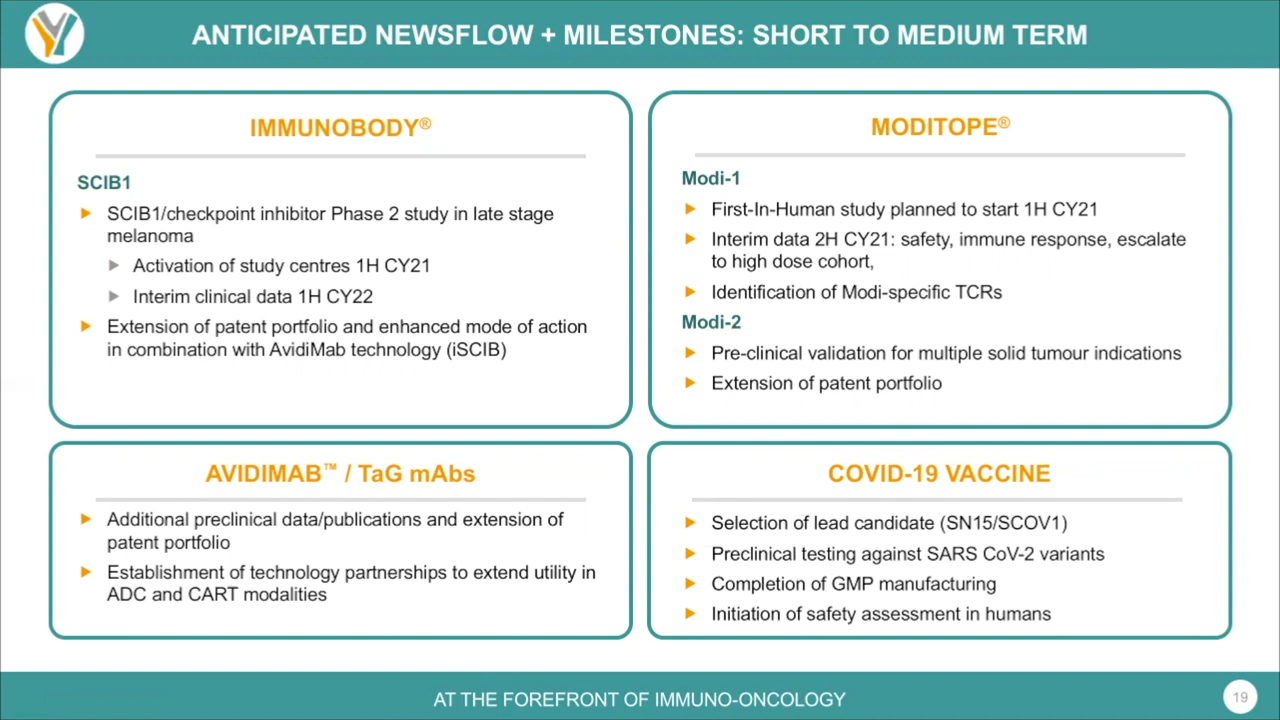 ANTICIPATED NEWSFLOW + MILESTONES: SHORT TO MEDIUM TERM
IMMUNOBODY®
SCIB1
SCIB1/checkpoint inhibitor Phase 2 study in late stage
melanoma
Activation of study centres 1H CY21
Interim clinical data 1H CY22
Extension of patent portfolio and enhanced mode of action
in combination with AvidiMab technology (iSCIB)
MODITOPE®
Modi-1
First-In-Human study planned to start 1H CY21
Interim data 2H CY21: safety, immune response, escalate
to high dose cohort,
Identification of Modi-specific TCRs
Modi-2
Pre-clinical validation for multiple solid tumour indications
Extension of patent portfolio
AVIDIMAB™ / TaG mAbs
Additional preclinical data/publications and extension of
patent portfolio
Establishment of technology partnerships to extend utility in
ADC and CART modalities
COVID-19 VACCINE
Selection of lead candidate (SN15/SCOV1)
Preclinical testing against SARS CoV-2 variants
Completion of GMP manufacturing
Initiation of safety assessment in humans
AT THE FOREFRONT OF IMMUNO-ONCOLOGY
19